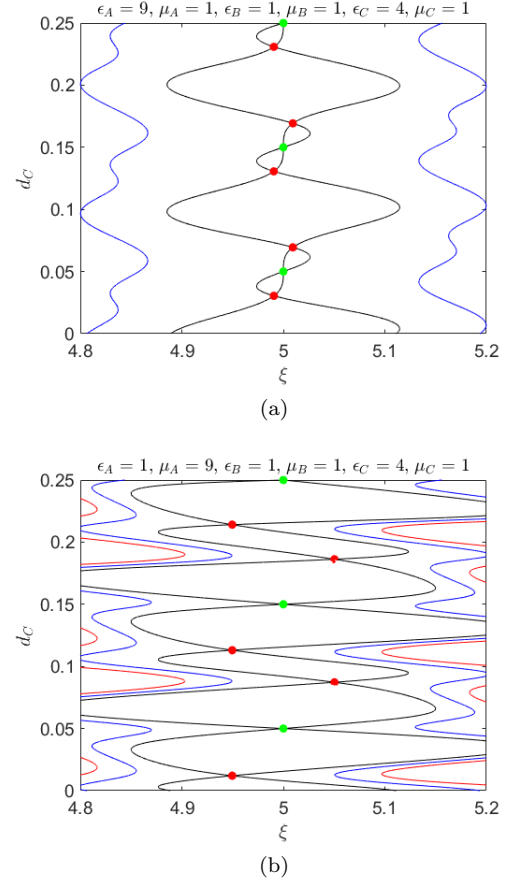 ϵ_A = 9, μ_A = 1, ϵ_B = 1, μ_B = 1, ϵ_C = 4, μ_C = 1
0.25
0.2
0.15
0.1
0.05
0
d_C
4.8 4.9 5 5.1 5.2
ξ
(a)
ϵ_A = 1, μ_A = 9, ϵ_B = 1, μ_B = 1, ϵ_C = 4, μ_C = 1
0.25
0.2
0.15
0.1
0.05
0
d_C
4.8 4.9 5 5.1 5.2
ξ
(b)